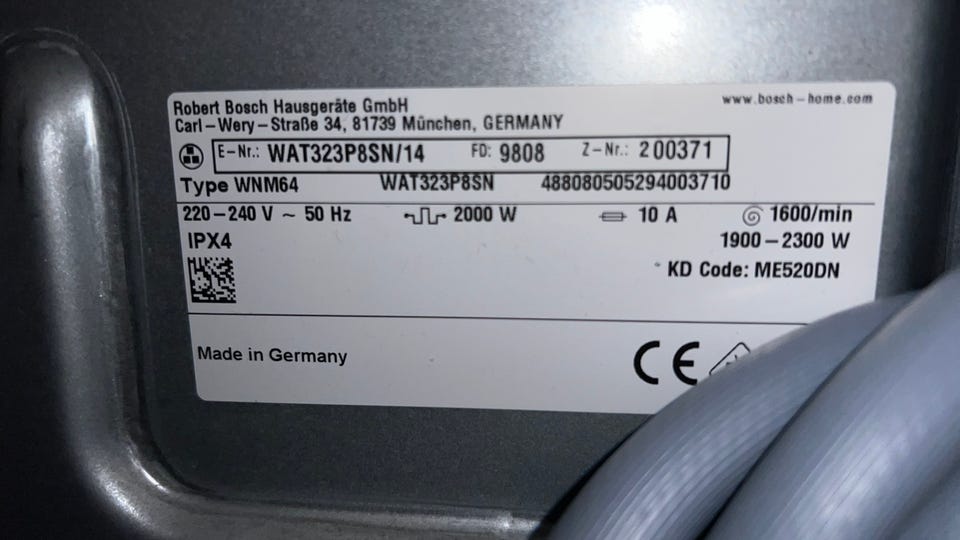 Robert Bosch Hausgeräte GmbH www.bosch-home.com
Carl-Wery-Straße 34, 81739 München, GERMANY
E-Nr.: WAT323P8SN/14 FD: 9808 Z-Nr.: 200371
Type WNM64 WAT323P8SN 488080505294003710
220-240 V ~ 50 Hz 2000 W 10 A 1600/min
IPX4 1900-2300 W
KD Code: ME520DN
Made in Germany CE